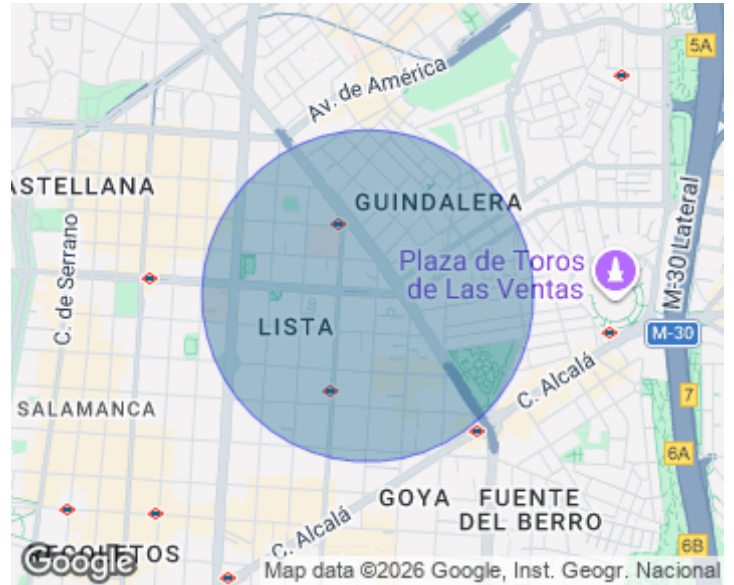 5A
Av. de América
ASTELLANA
GUINDALERA
C. de Serrano
M-30 Lateral
Plaza de Toros
de Las Ventas
LISTA
M-30
C. Alcalá
SALAMANCA
7
6A
GOYA
FUENTE
DEL BERRO
C. Alcalá
6B
Google
Map data ©2026 Google, Inst. Geogr. Nacional